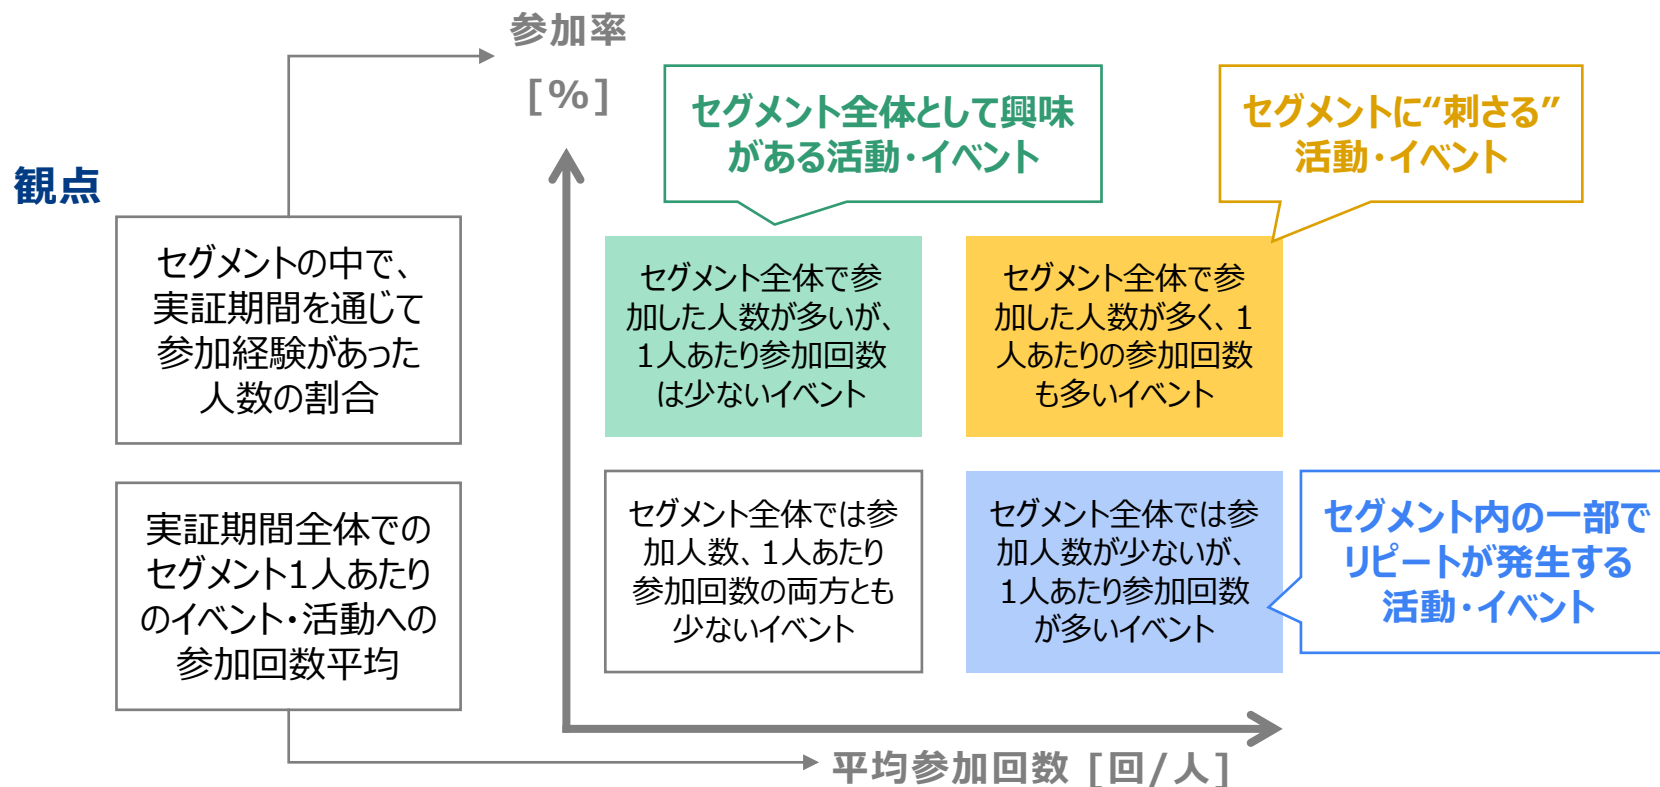 参加率
[%]
観点
セグメントの中で、
実証期間を通じて
参加経験があった
人数の割合
実証期間全体での
セグメント1人あたり
のイベント・活動への
参加回数平均
セグメント全体として興味
がある活動・イベント
セグメントに“刺さる”
活動・イベント
セグメント全体で参
加した人数が多いが、
1人あたり参加回数
は少ないイベント
セグメント全体で参
加した人数が多く、1
人あたりの参加回数
も多いイベント
セグメント全体では参
加人数、1人あたり
参加回数の両方とも
少ないイベント
セグメント全体では参
加人数が少ないが、
1人あたり参加回数
が多いイベント
セグメント内の一部で
リピートが発生する
活動・イベント
平均参加回数 [回/人]